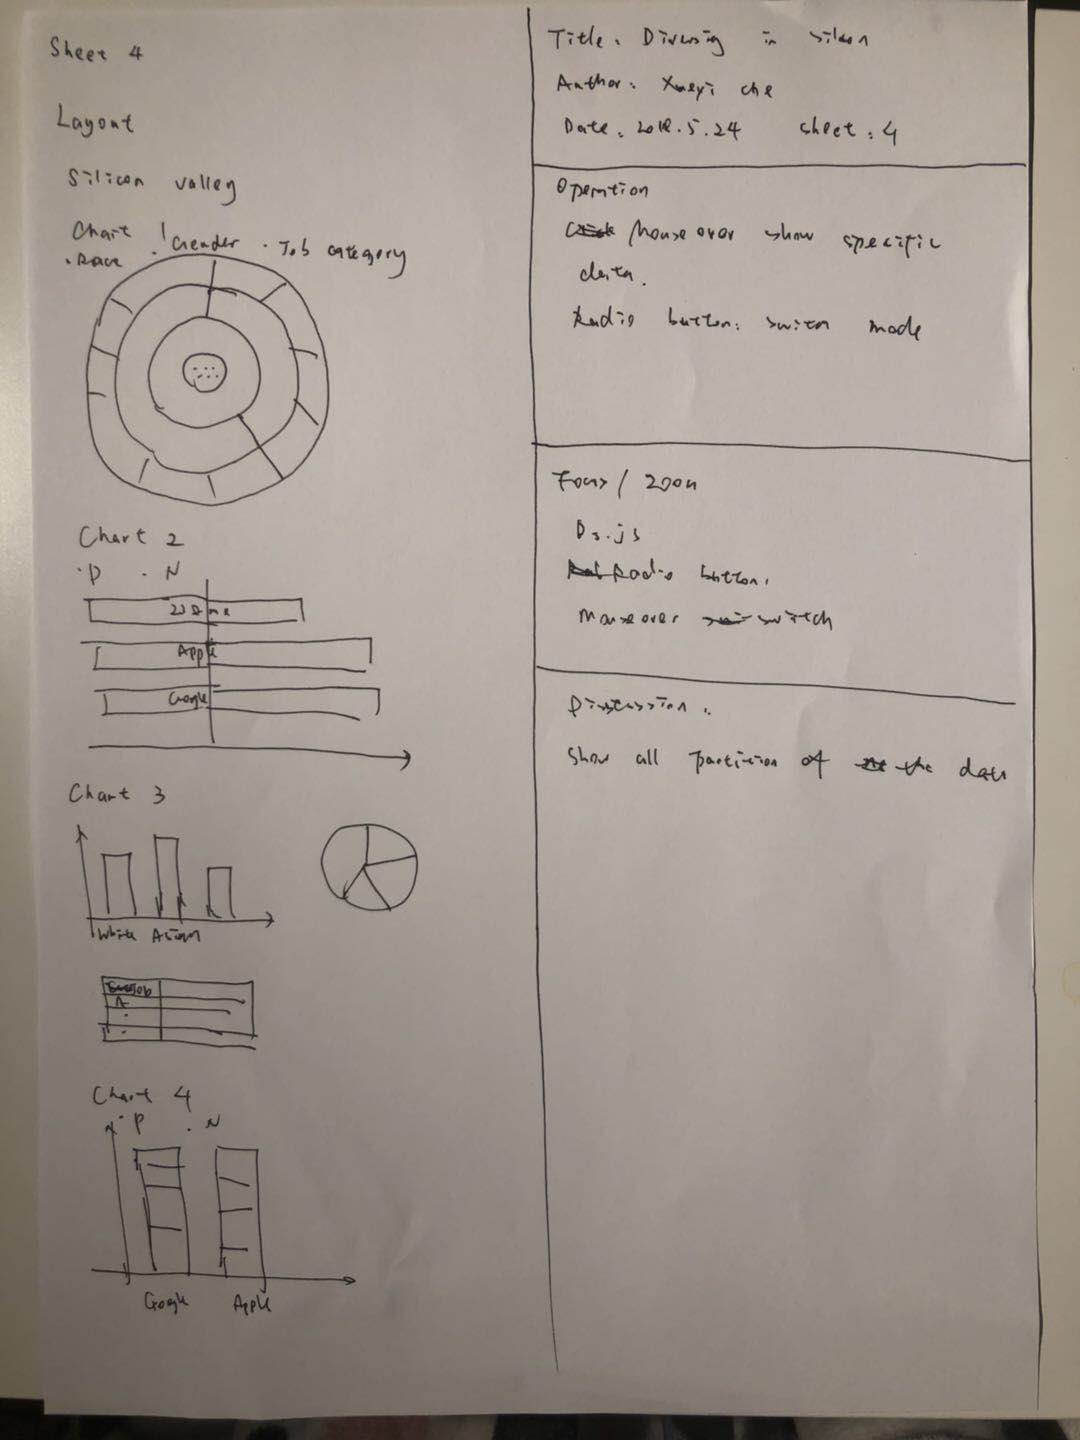 Sheet 4
Layout
Silicon valley
Chart 1
· Race · Gender · Job category
Chart 2
· P · N
Apple
Google
Chart 3
White Asian
Job
A
Chart 4
· P · N
Google Apple
Title: Diversity in silicon
Author: Xueyi che
Date: 2018.5.24 sheet: 4
Operation
Mouse over show specific
data.
Radio button: switch mode
Focus / Zoom
D3.js
Radio button.
Mouse over switch
Discussion:
Show all partition of the data